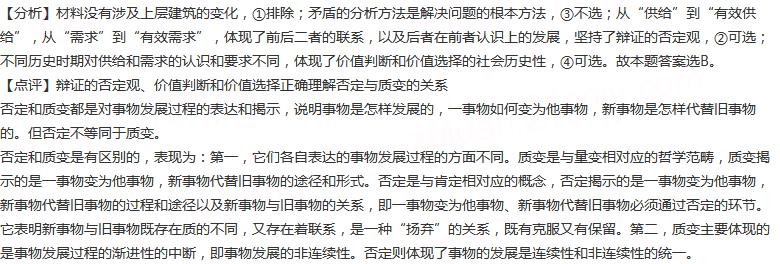 【分析】材料没有涉及上层建筑的变化，①排除；矛盾的分析方法是解决问题的根本方法，③不选；从“供给”到“有效供
给”，从“需求”到“有效需求”，体现了前后二者的联系，以及后者在前者认识上的发展，坚持了辩证的否定观，②可选；
不同历史时期对供给和需求的认识和要求不同，体现了价值判断和价值选择的社会历史性，④可选。故本题答案选B。
【点评】辩证的否定观、价值判断和价值选择正确理解否定与质变的关系
否定和质变都是对事物发展过程的表达和揭示，说明事物是怎样发展的，一事物如何变为他事物，新事物是怎样代替旧事物
的。但否定不等同于质变。
否定和质变是有区别的，表现为：第一，它们各自表达的事物发展过程的方面不同。质变是与量变相对应的哲学范畴，质变揭
示的是一事物变为他事物，新事物代替旧事物的途径和形式。否定是与肯定相对应的概念，否定揭示的是一事物变为他事物，
新事物代替旧事物的过程和途径以及新事物与旧事物的关系，即一事物变为他事物、新事物代替旧事物必须通过否定的环节。
它表明新事物与旧事物既存在质的不同，又存在着联系，是一种“扬弃”的关系，既有克服又有保留。第二，质变主要体现的
是事物发展过程的渐进性的中断，即事物发展的非连续性。否定则体现了事物的发展是连续性和非连续性的统一。